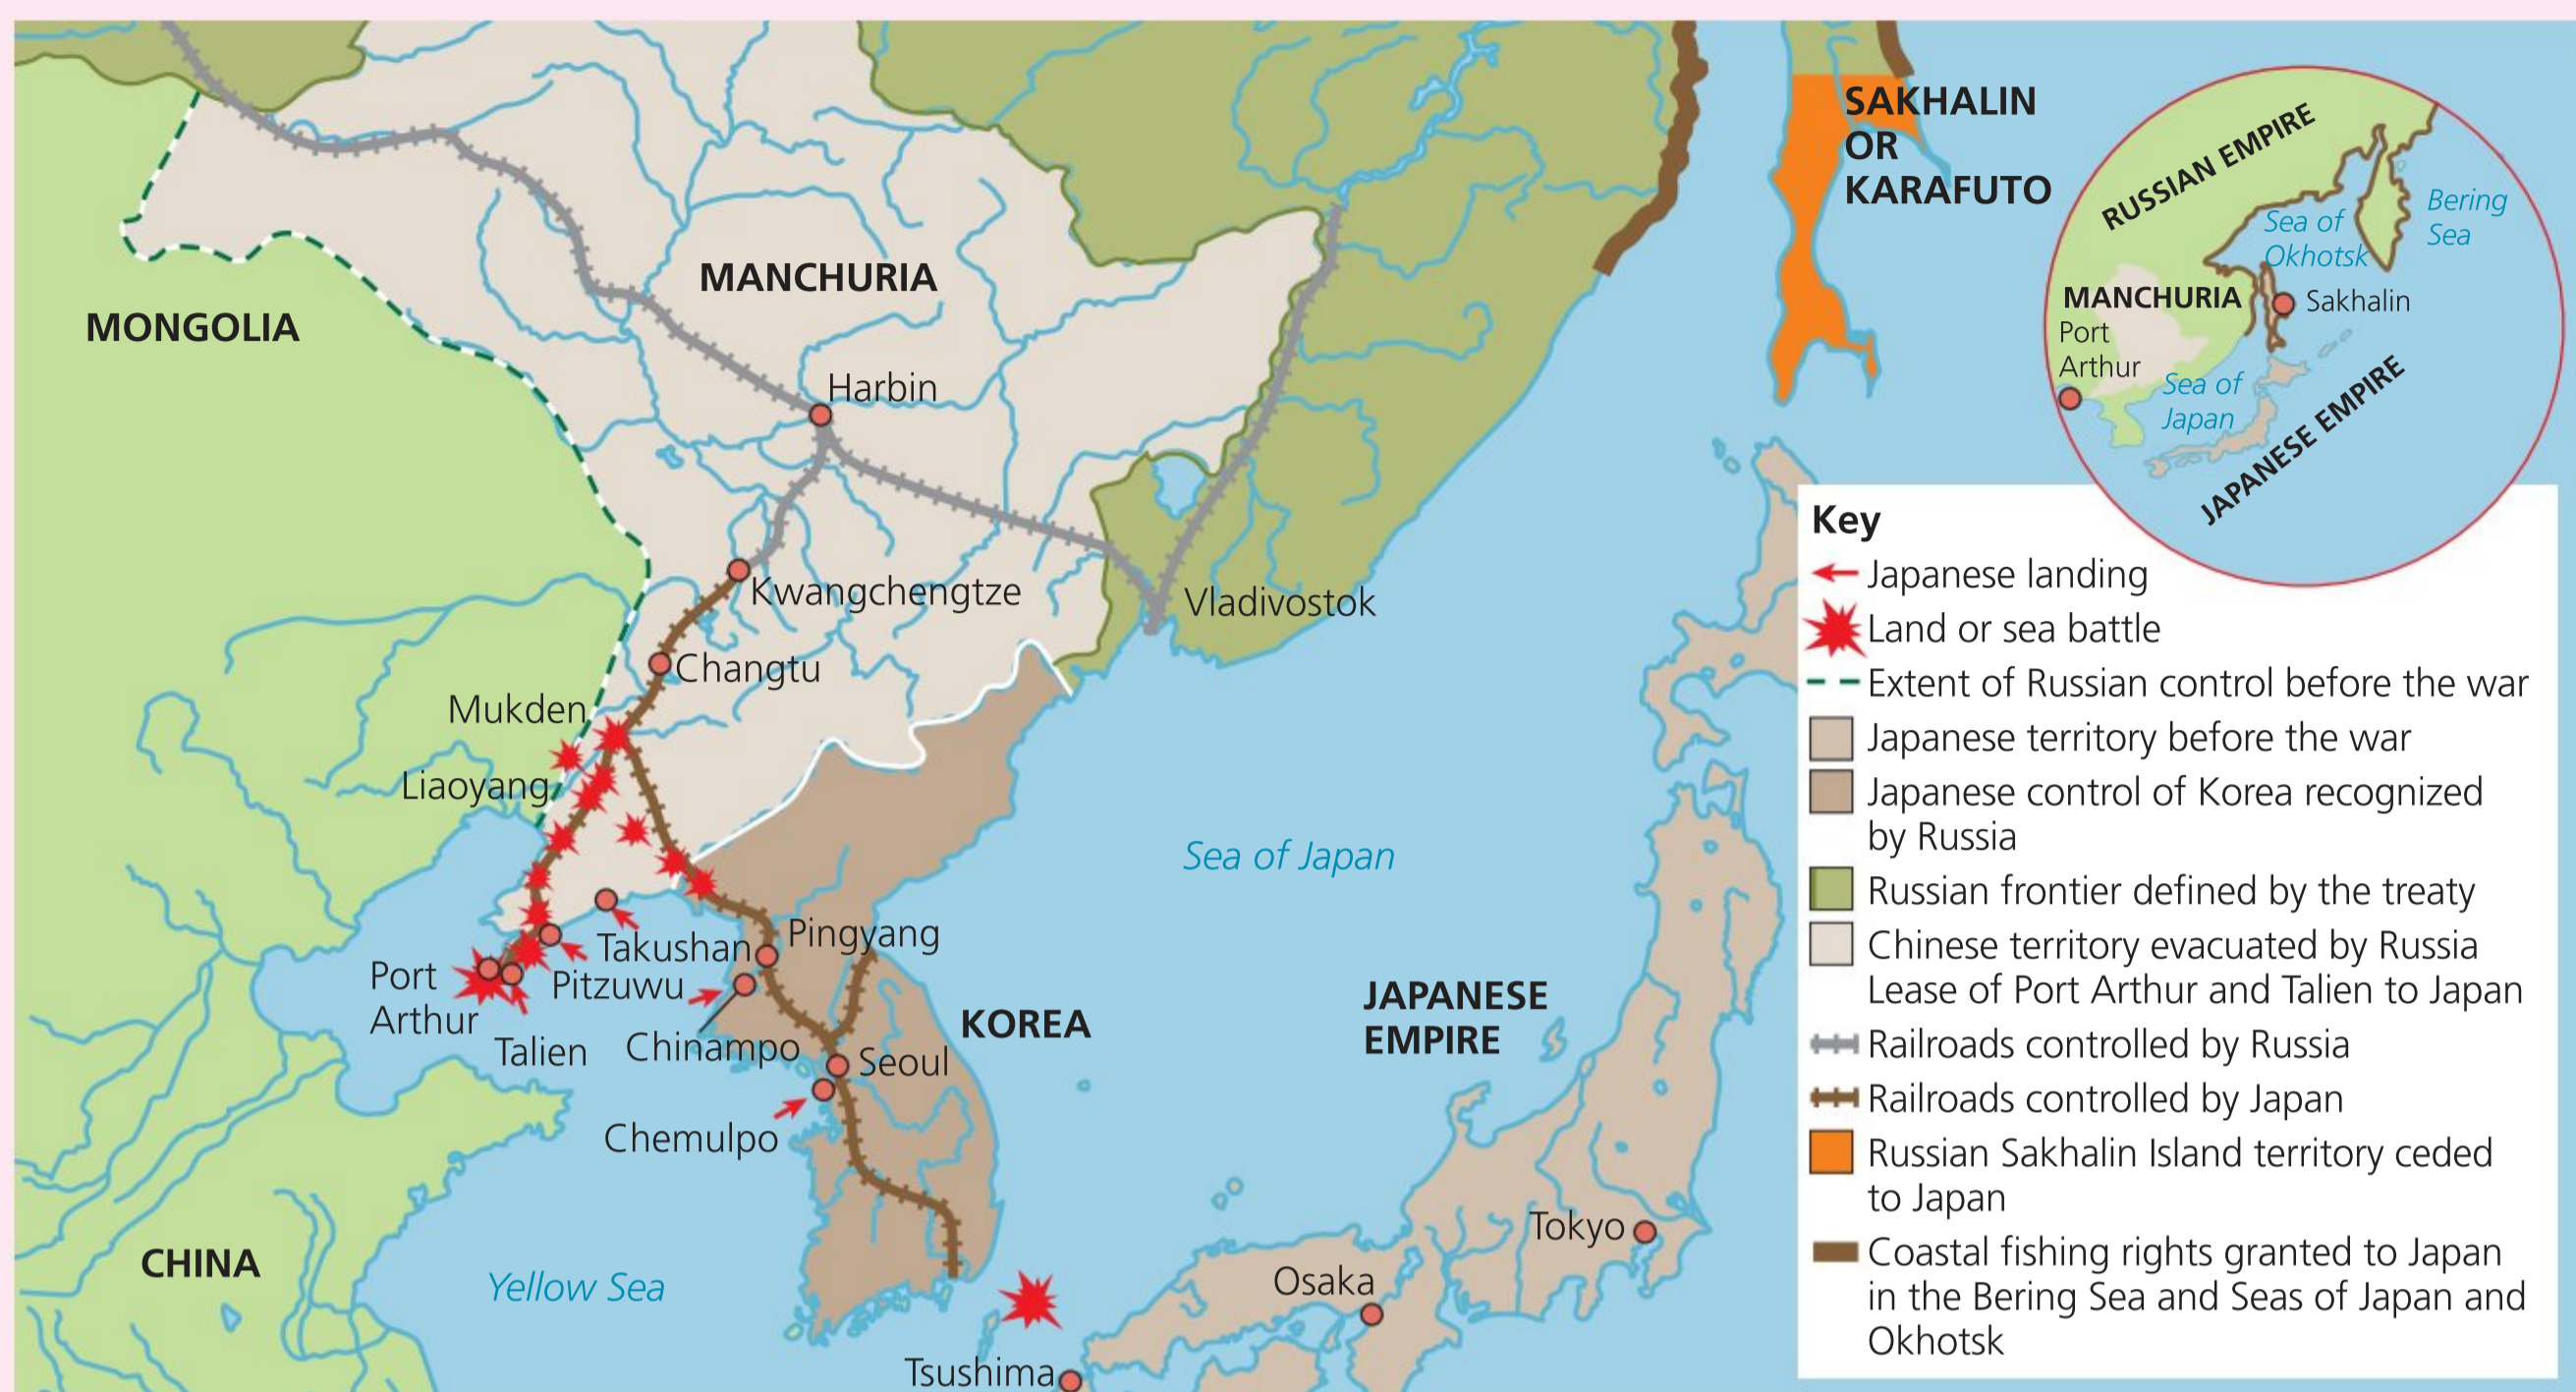 SAKHALIN
OR
KARAFUTO
RUSSIAN EMPIRE
Bering
Sea
Sea of
Okhotsk
MANCHURIA
Sakhalin
Port
Arthur
Sea of
Japan
JAPANESE EMPIRE
MANCHURIA
MONGOLIA
Harbin
Kwangchengtze
Vladivostok
Changtu
Mukden
Liaoyang
Sea of Japan
Takushan
Pingyang
Port
Arthur
Pitzuwu
Talien
Chinampo
KOREA
JAPANESE
EMPIRE
Seoul
Chemulpo
CHINA
Yellow Sea
Tokyo
Osaka
Tsushima
Key
Japanese landing
Land or sea battle
Extent of Russian control before the war
Japanese territory before the war
Japanese control of Korea recognized
by Russia
Russian frontier defined by the treaty
Chinese territory evacuated by Russia
Lease of Port Arthur and Talien to Japan
Railroads controlled by Russia
Railroads controlled by Japan
Russian Sakhalin Island territory ceded
to Japan
Coastal fishing rights granted to Japan
in the Bering Sea and Seas of Japan and
Okhotsk